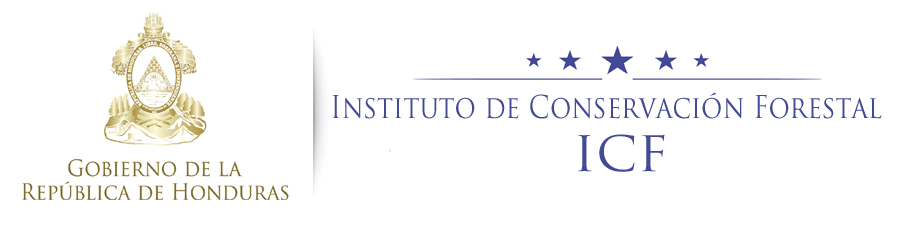 GOBIERNO DE LA
REPÚBLICA DE HONDURAS
INSTITUTO DE CONSERVACIÓN FORESTAL
ICF